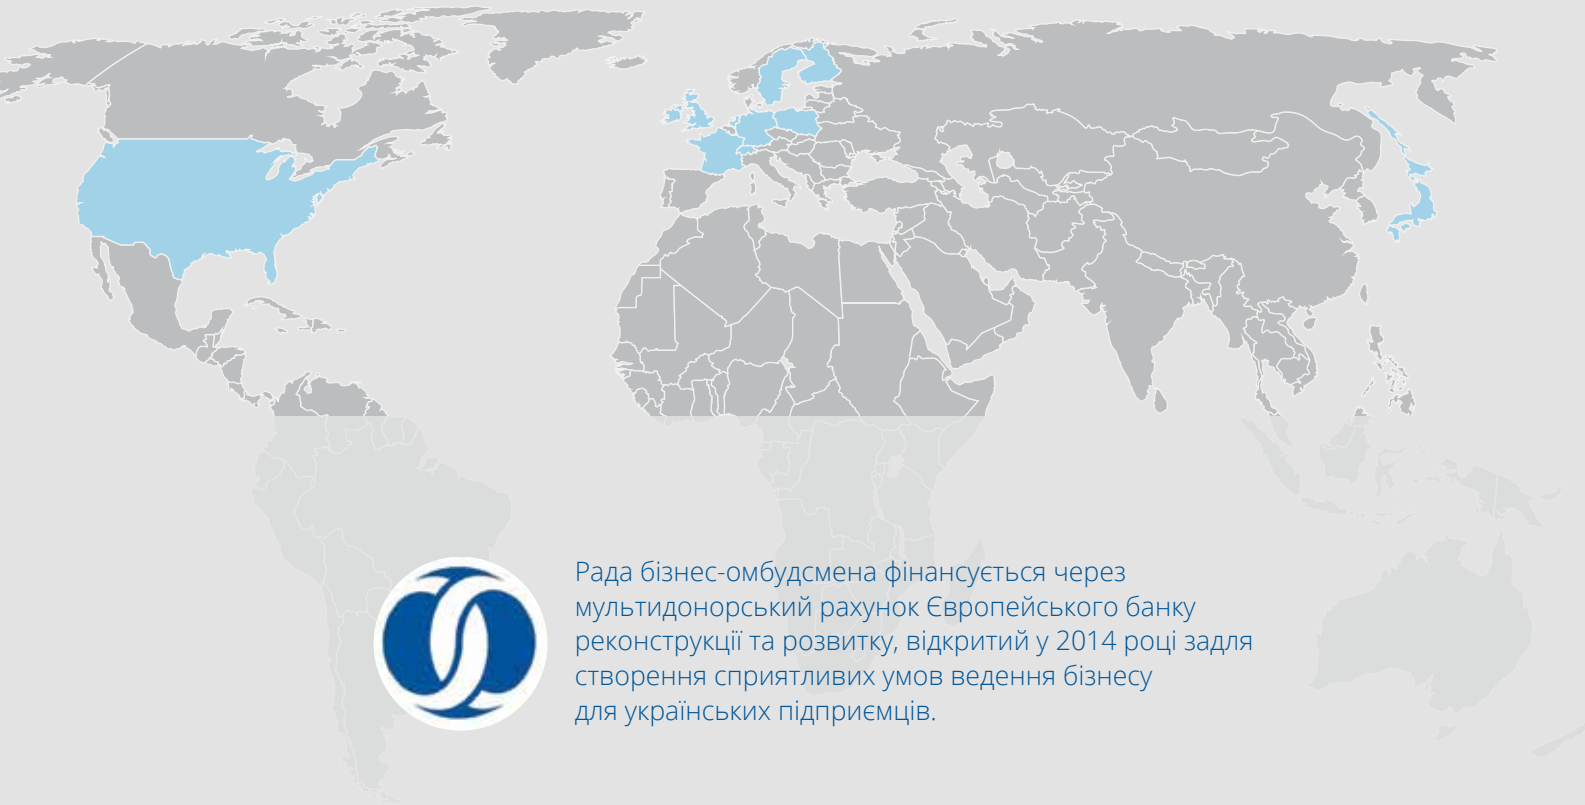 Рада бізнес-омбудсмена фінансується через
мультидонорський рахунок Європейського банку
реконструкції та розвитку, відкритий у 2014 році задля
створення сприятливих умов ведення бізнесу
для українських підприємців.